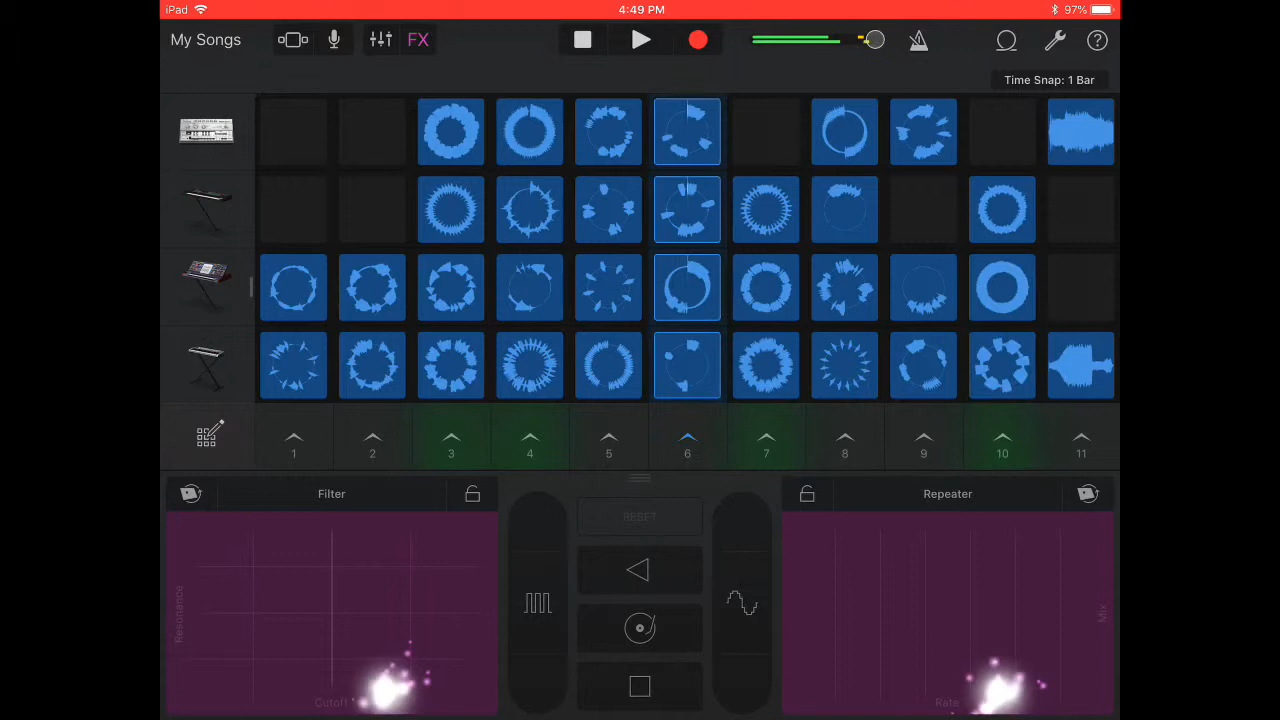 iPad
4:49 PM
97%
My Songs
FX
Time Snap: 1 Bar
1 2 3 4 5 6 7 8 9 10 11
Filter
RESET
Repeater
Resonance
Cutoff
Mix
Rate